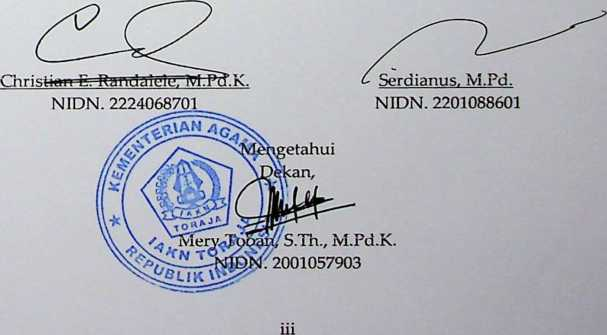 Christian E. Randalele, M.Pd.K.
NIDN. 2224068701
Serdianus, M.Pd.
NIDN. 2201088601
Mengetahui
Dekan,
Mery Toban, S.Th., M.Pd.K.
NIDN. 2001057903
KEMENTERIAN AGAMA
IAKN
TORAJA
IAKN TORAJA
REPUBLIK INDONESIA
iii